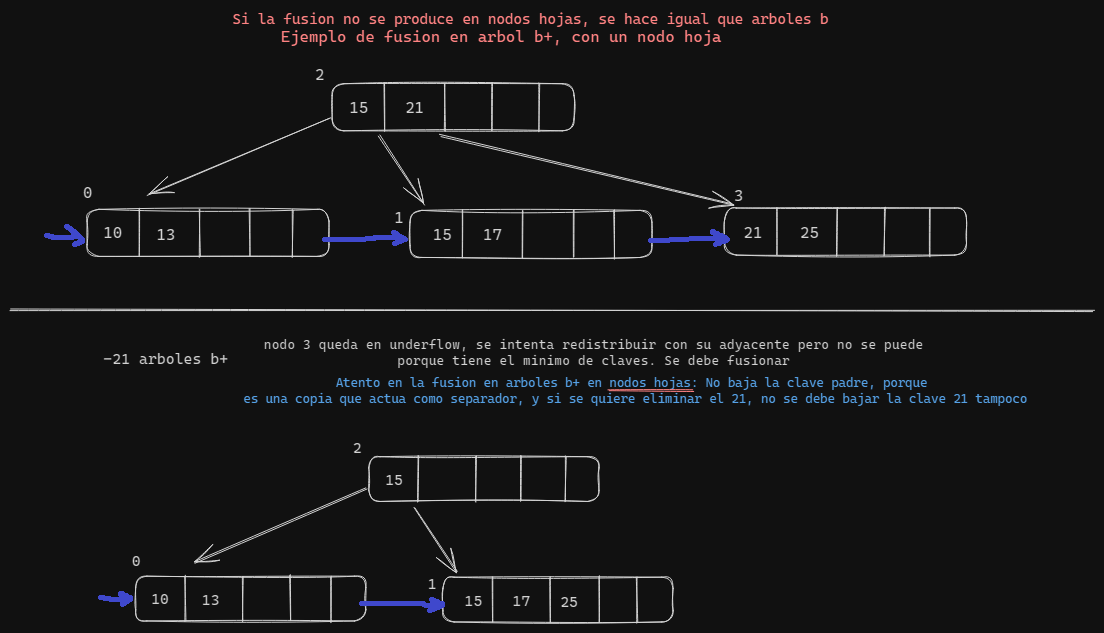 Si la fusion no se produce en nodos hojas, se hace igual que arboles b
Ejemplo de fusion en arbol b+, con un nodo hoja
2
15 21
0
10 13
1
15 17
3
21 25
-21 arboles b+
nodo 3 queda en underflow, se intenta redistribuir con su adyacente pero no se puede
porque tiene el minimo de claves. Se debe fusionar
Atento en la fusion en arboles b+ en nodos hojas: No baja la clave padre, porque
es una copia que actua como separador, y si se quiere eliminar el 21, no se debe bajar la clave 21 tampoco
2
15
0
10 13
1
15 17 25